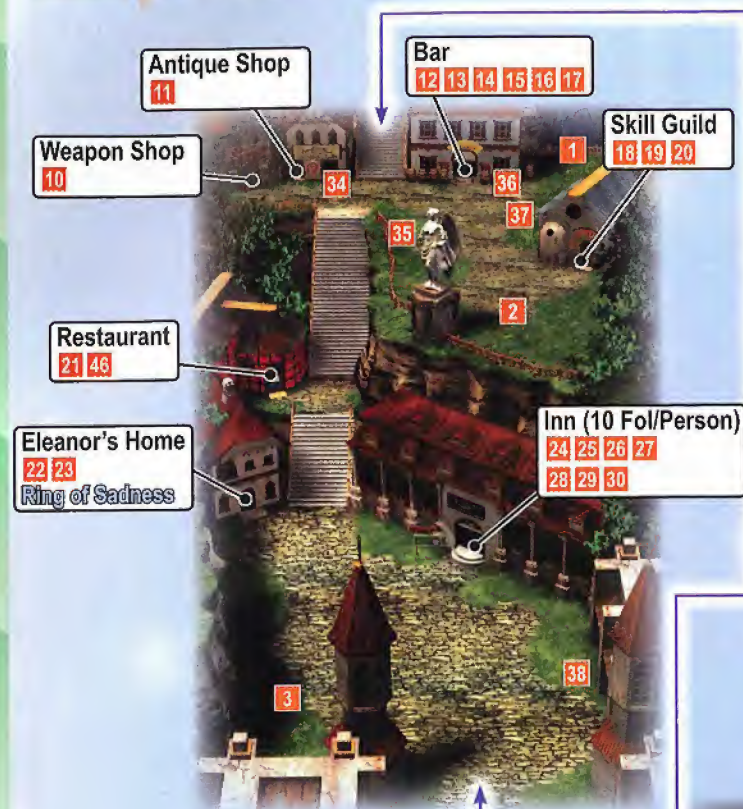 Antique Shop
11
Bar
12 13 14 15 16 17
Weapon Shop
10
Skill Guild
18 19 20
1
34
36
37
35
2
Restaurant
21 46
Eleanor's Home
22 23
Ring of Sadness
Inn (10 Fol/Person)
24 25 26 27
28 29 30
38
3